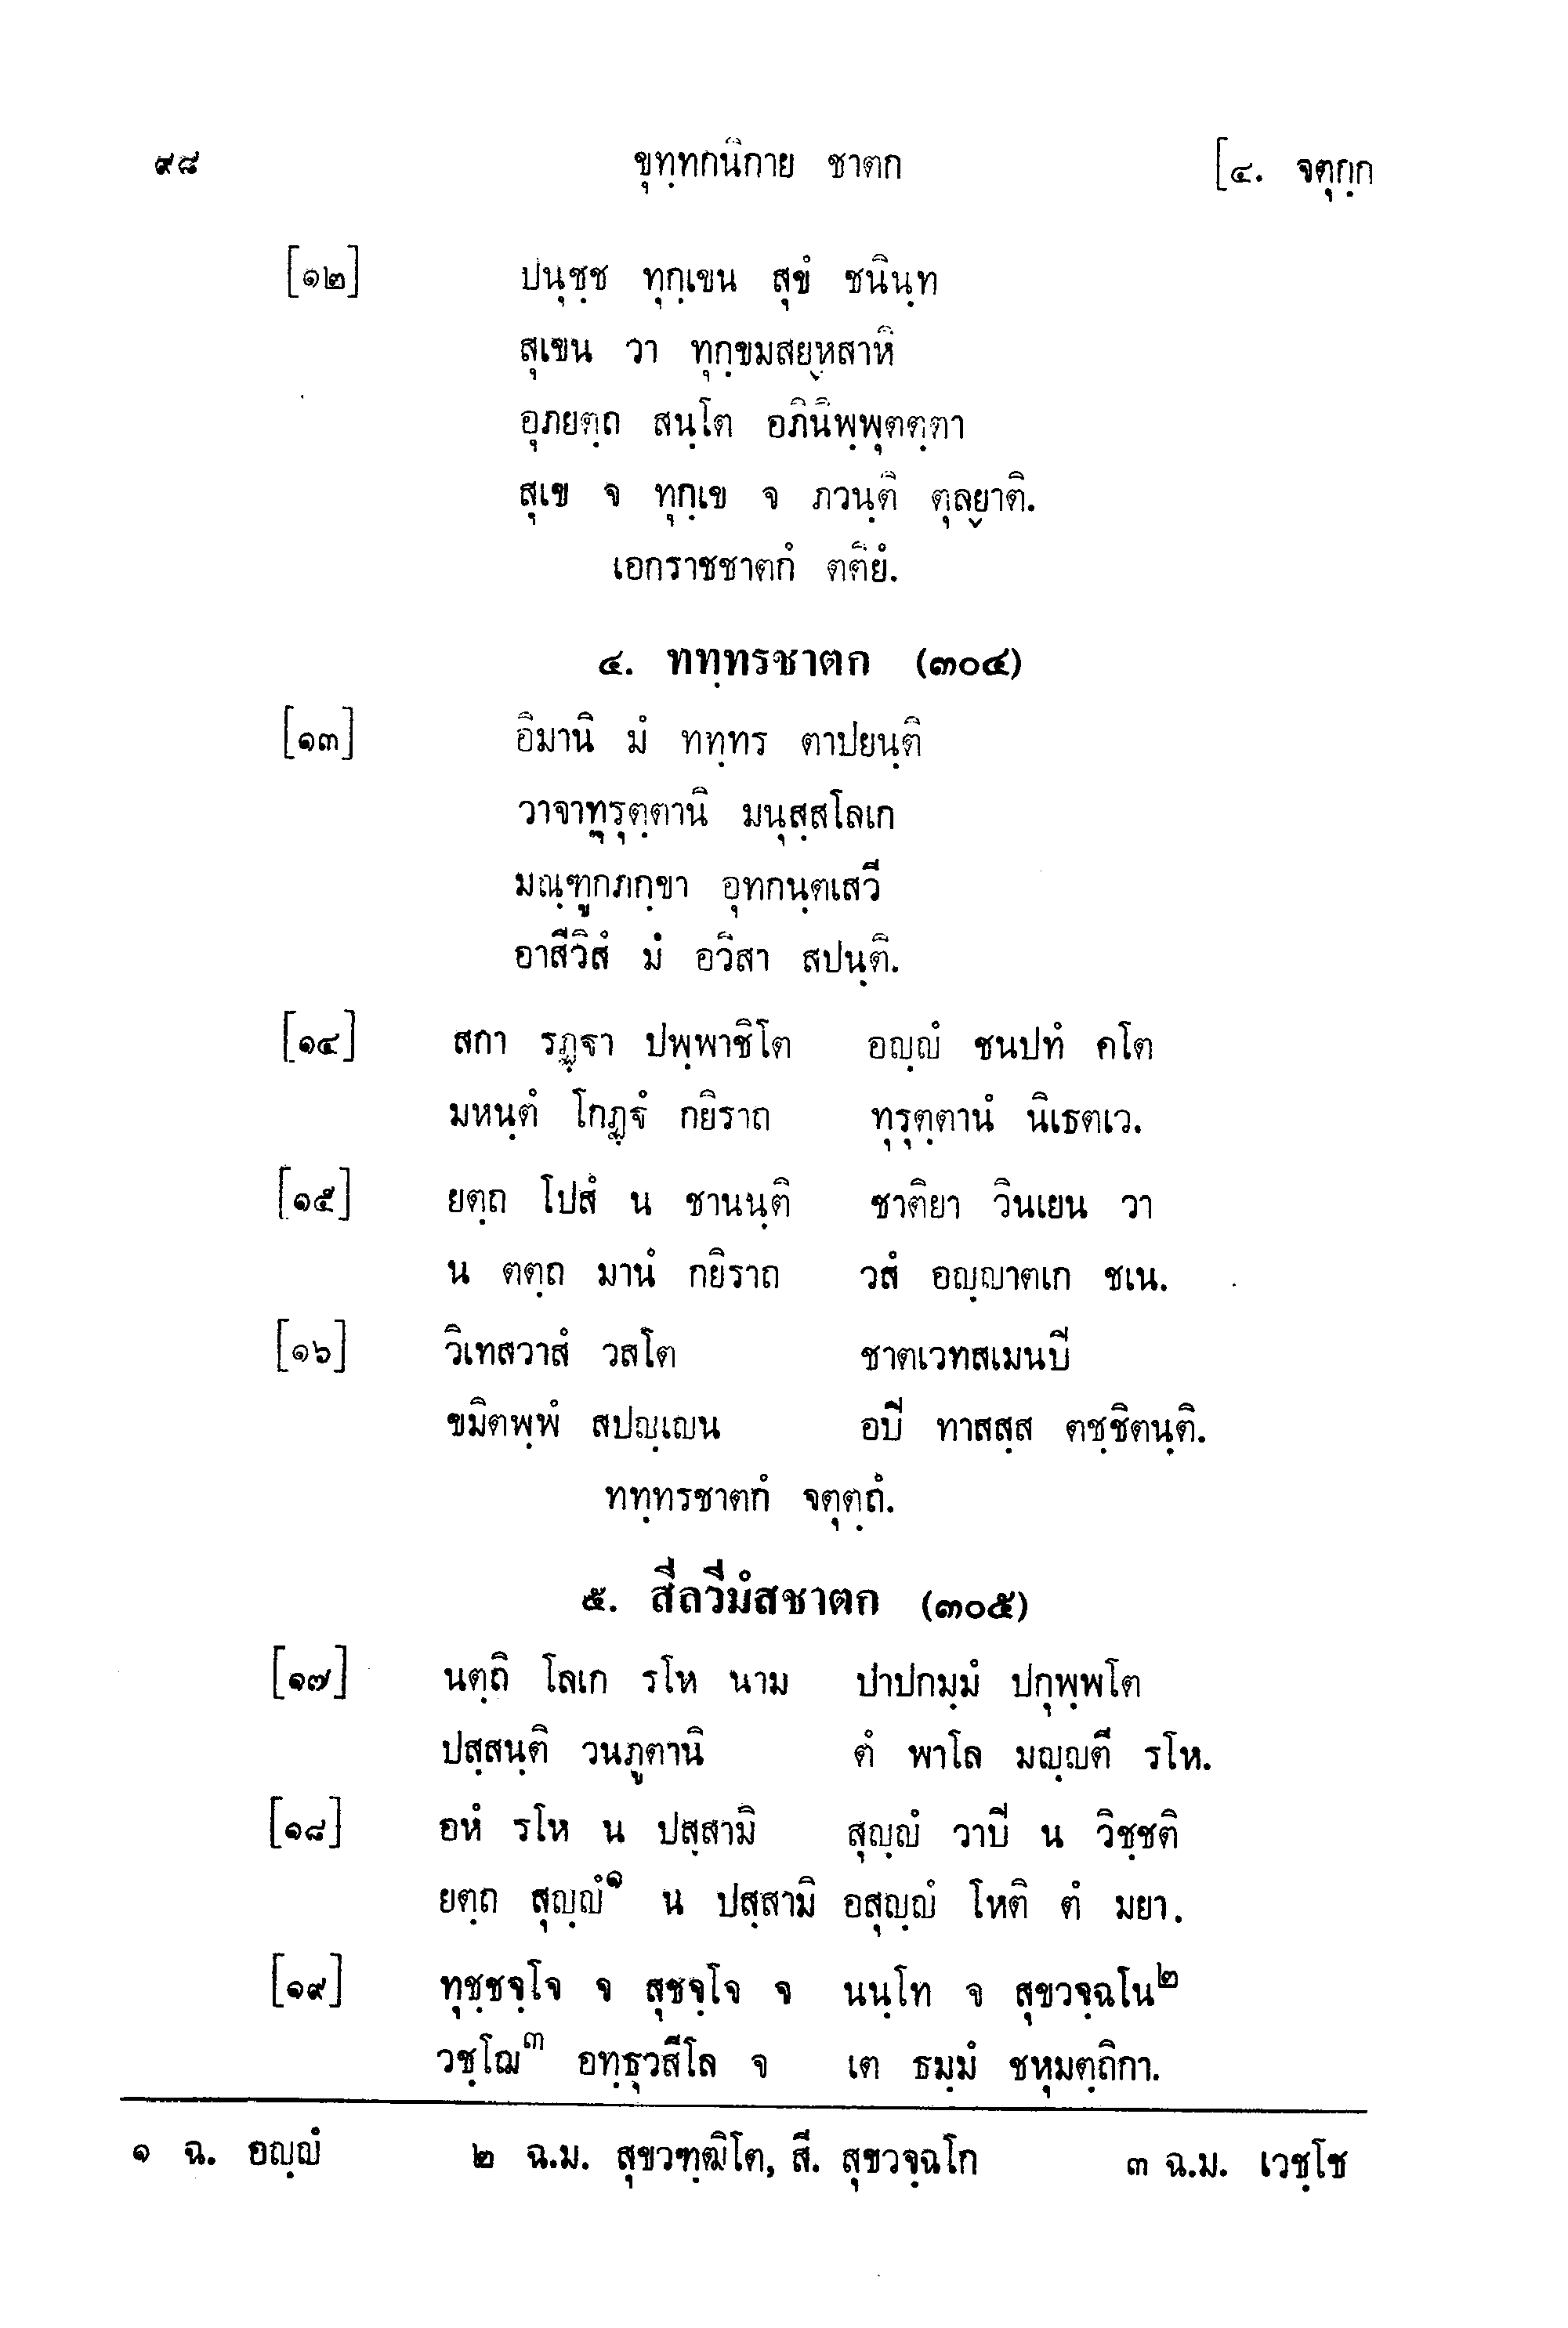 ๙๘ ขุทฺทกนิกาย ชาตก [๔. จตุกฺก
[๑๒] ปนุชฺช ทุกฺเขน สุขํ ชนินฺท
สุเขน วา ทุกฺขมสยฺหสาหิ
อุภยตฺถ สนฺโต อภินิพฺพุตตฺตา
สุเข จ ทุกฺเข จ ภวนฺติ ตุลฺยาติ.
เอกราชชาตกํ ตติยํ.
๔. ททฺทรชาตก (๓๐๔)
[๑๓] อิมานิ มํ ททฺทร ตาปยนฺติ
วาจาทุรุตฺตานิ มนุสฺสโลเก
มณฺฑูกภกฺขา อุทกนฺตเสวี
อาสีวิสํ มํ อวิสา สปนฺติ.
[๑๔] สกา รฏฺฐา ปพฺพาชิโต อญฺญํ ชนปทํ คโต
มหนฺตํ โกฏฺฐํ กยิราถ ทุรุตฺตานํ นิเธตเว.
[๑๕] ยตฺถ โปสํ น ชานนฺติ ชาติยา วินเยน วา
น ตตฺถ มานํ กยิราถ วสํ อญฺญาตเก ชเน.
[๑๖] วิเทสวาสํ วสโต ชาตเวทสเมนปิ
ขมิตพฺพํ สปญฺเญน อปิ ทาสสฺส ตชฺชิตนฺติ.
ททฺทรชาตกํ จตุตฺถํ.
๕. สีลวีมํสชาตก (๓๐๕)
[๑๗] นตฺถิ โลเก รโห นาม ปาปกมฺมํ ปกุพฺพโต
ปสฺสนฺติ วนภูตานิ ตํ พาโล มญฺญตี รโห.
[๑๘] อหํ รโห น ปสฺสามิ สุญฺญํ วาปิ น วิชฺชติ
ยตฺถ สุญฺญํ๑ น ปสฺสามิ อสุญฺญํ โหติ ตํ มยา.
[๑๙] ทุชฺชจฺโจ จ สุชจฺโจ จ นนฺโท จ สุขวจฺฉโน๒
วชฺโฌ๓ อทฺธุวสีโล จ เต ธมฺมํ ชหุมตฺถิกา.
๑ ฉ. อญฺญํ ๒ ฉ.ม. สุขวฑฺฒิโต, สี. สุขวจฺฉโก ๓ ฉ.ม. เวชฺโช